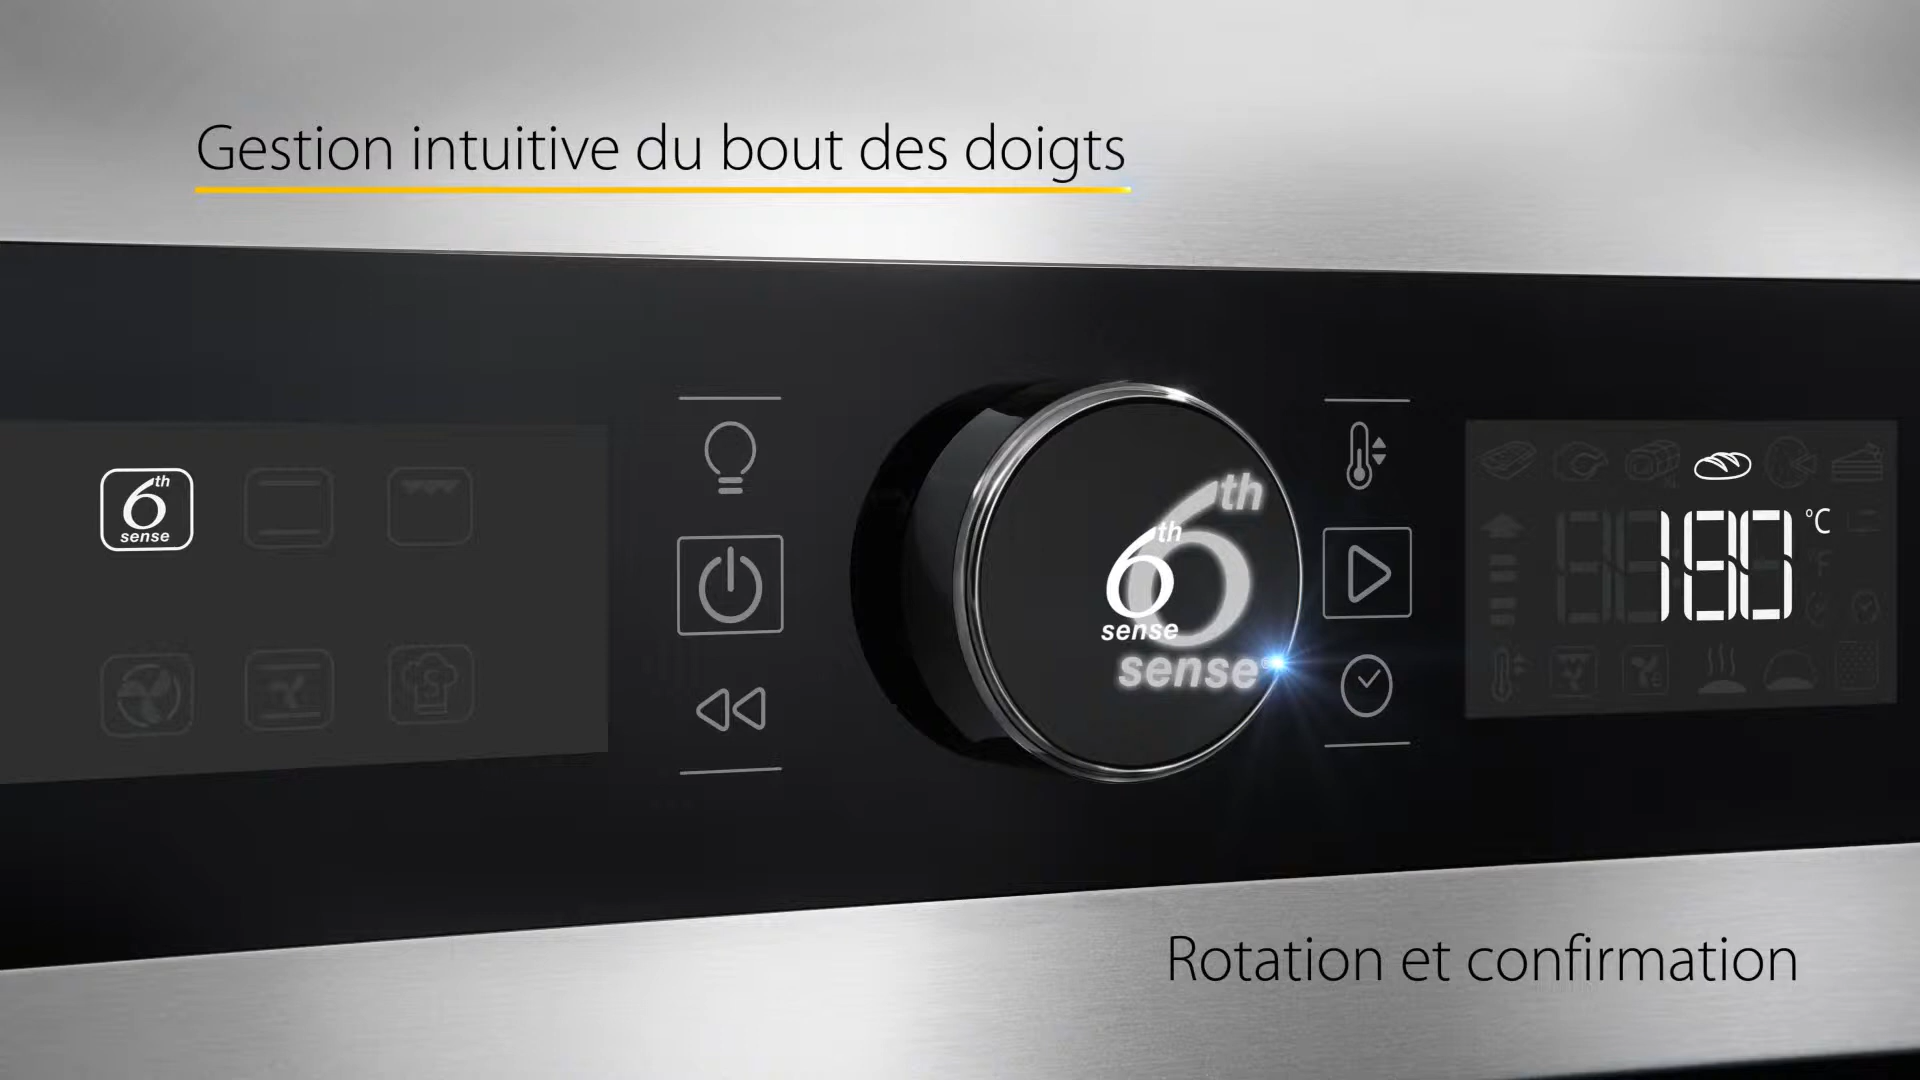 Gestion intuitive du bout des doigts
6th
sense
6th
sense
6th
sense
180 °C
Rotation et confirmation